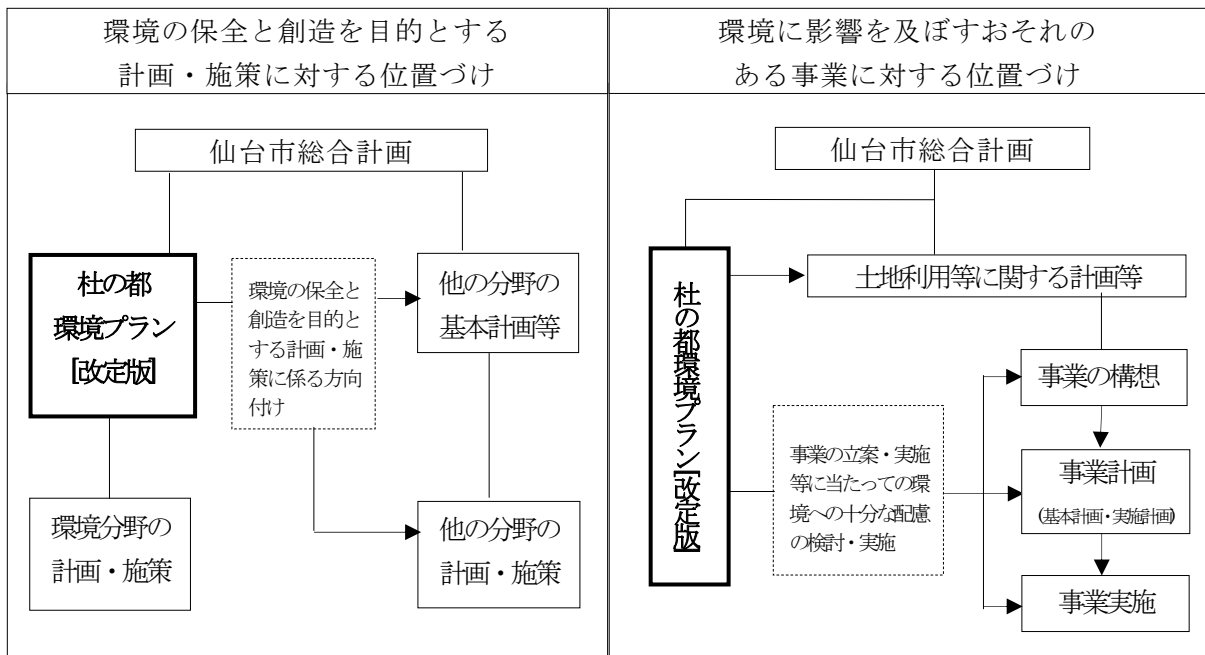 環境の保全と創造を目的とする
計画・施策に対する位置づけ
仙台市総合計画
杜の都
環境プラン
[改定版]
環境の保全と
創造を目的と
する計画・施
策に係る方向
付け
他の分野の
基本計画等
環境分野の
計画・施策
他の分野の
計画・施策
環境に影響を及ぼすおそれの
ある事業に対する位置づけ
仙台市総合計画
杜の都環境プラン[改定版]
土地利用等に関する計画等
事業の構想
事業の立案・実施
等に当たっての環
境への十分な配慮
の検討・実施
事業計画
(基本計画・実施計画)
事業実施